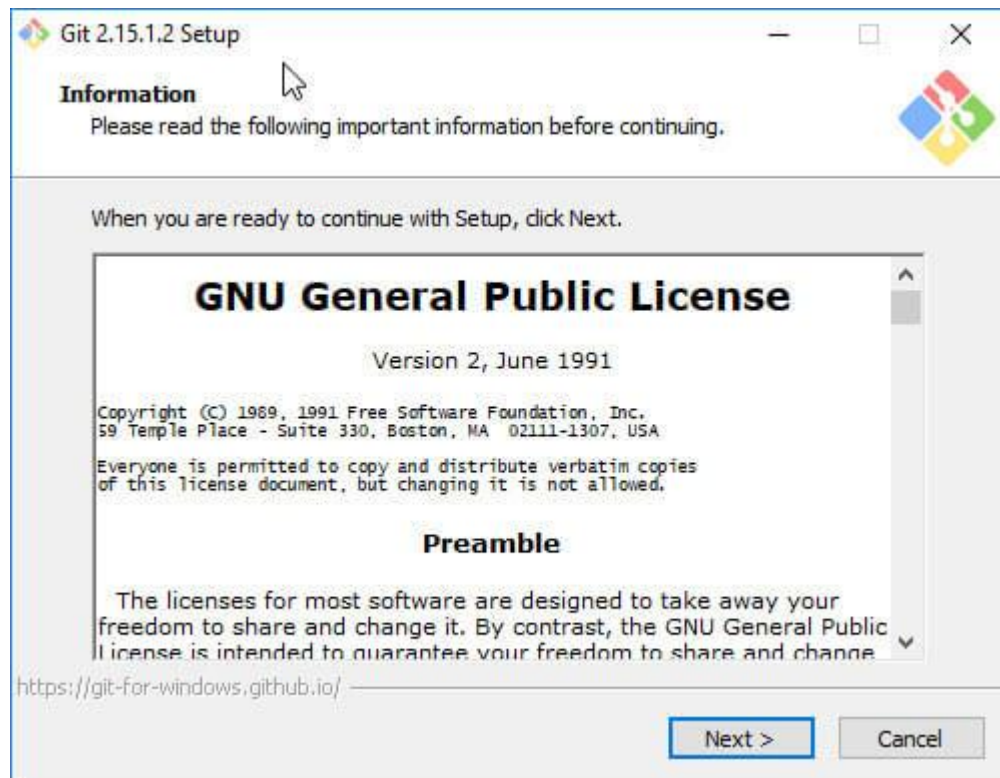 Git 2.15.1.2 Setup
Information
Please read the following important information before continuing.
When you are ready to continue with Setup, click Next.
GNU General Public License
Version 2, June 1991
Copyright (C) 1989, 1991 Free Software Foundation, Inc.
59 Temple Place - Suite 330, Boston, MA  02111-1307, USA
Everyone is permitted to copy and distribute verbatim copies
of this license document, but changing it is not allowed.
Preamble
The licenses for most software are designed to take away your
freedom to share and change it. By contrast, the GNU General Public
License is intended to guarantee your freedom to share and change
https://git-for-windows.github.io/
Next >
Cancel